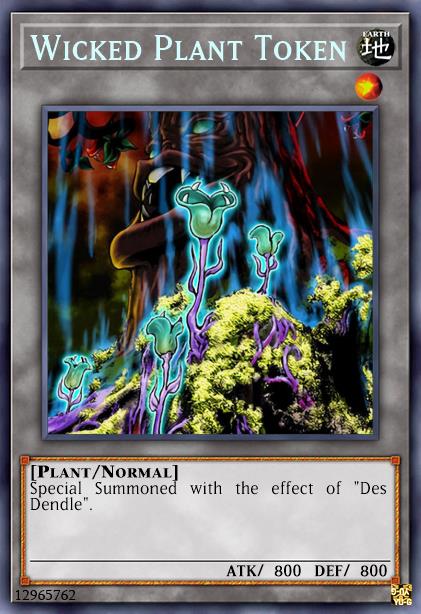 Wicked Plant Token
EARTH
地
[Plant/Normal]
Special Summoned with the effect of "Des
Dendle".
ATK/ 800 DEF/ 800
12965762